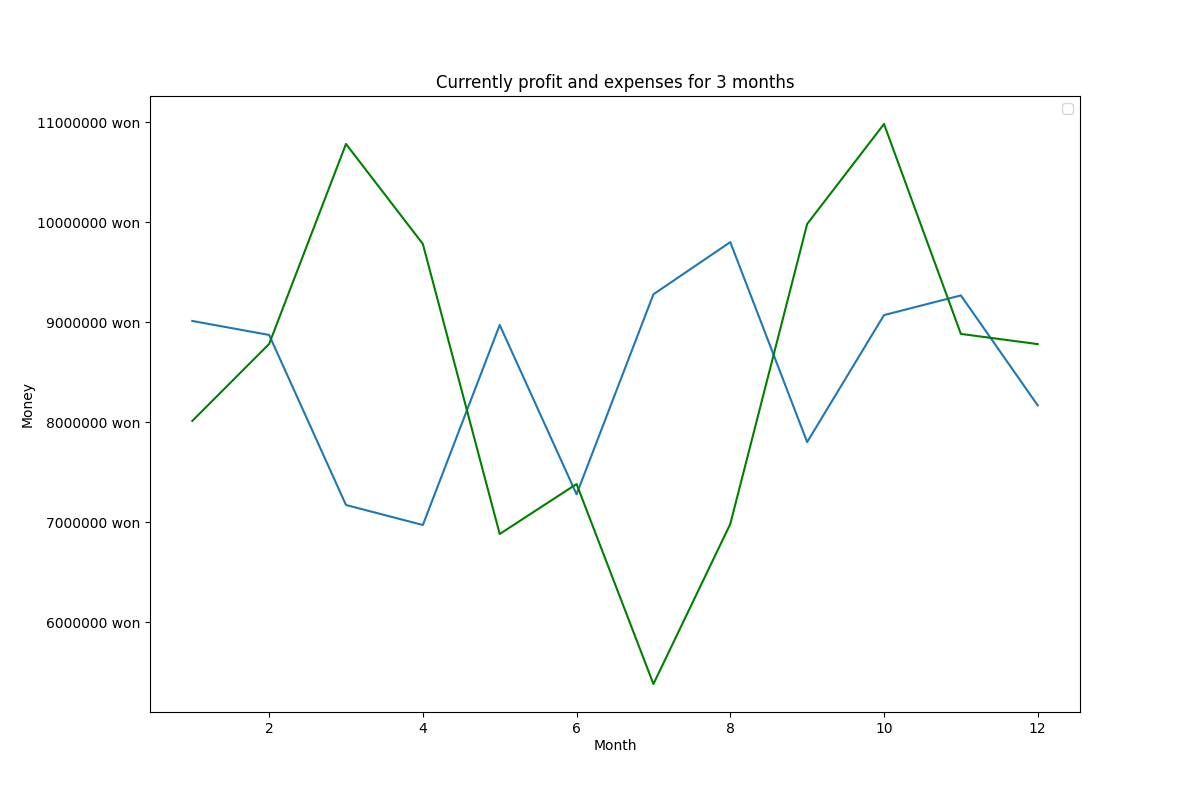 Currently profit and expenses for 3 months
11000000 won
10000000 won
9000000 won
8000000 won
7000000 won
6000000 won
Money
2 4 6 8 10 12
Month